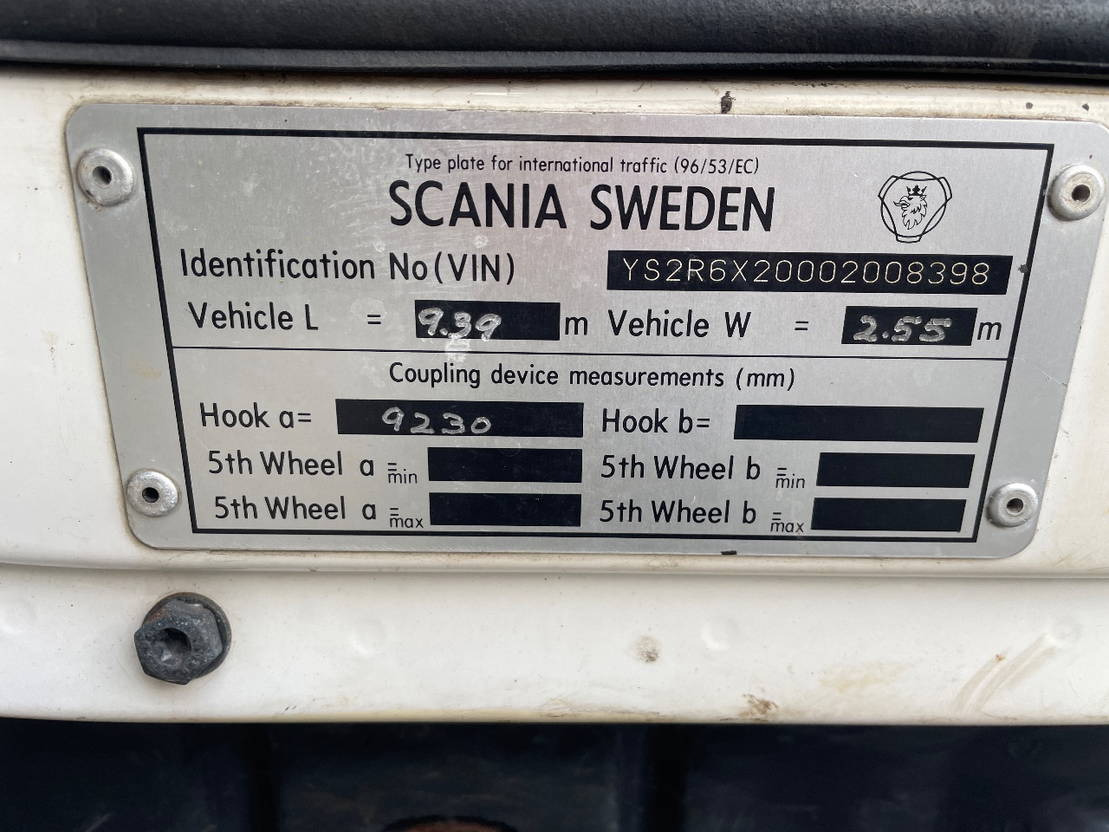 Type plate for international traffic (96/53/EC)
SCANIA SWEDEN
Identification No (VIN) YS2R6X20002008398
Vehicle L = 9.39 m Vehicle W = 2.55 m
Coupling device measurements (mm)
Hook a= 9230 Hook b=
5th Wheel a = min 5th Wheel b = min
5th Wheel a = max 5th Wheel b = max